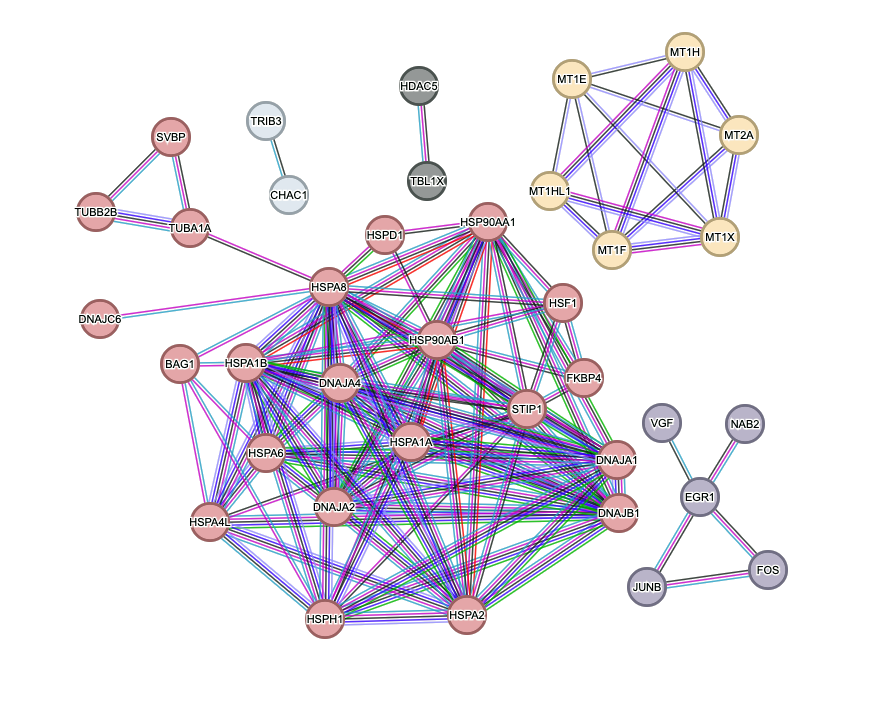 MT1H
MT1E
HDAC5
TRIB3
MT2A
SVBP
TBL1X
MT1HL1
CHAC1
TUBB2B
HSP90AA1
TUBA1A
HSPD1
MT1X
MT1F
HSPA8
HSF1
DNAJC6
HSP90AB1
BAG1
HSPA1B
FKBP4
DNAJA4
STIP1
VGF
NAB2
HSPA1A
HSPA6
DNAJA1
EGR1
DNAJA2
DNAJB1
HSPA4L
FOS
JUNB
HSPH1
HSPA2